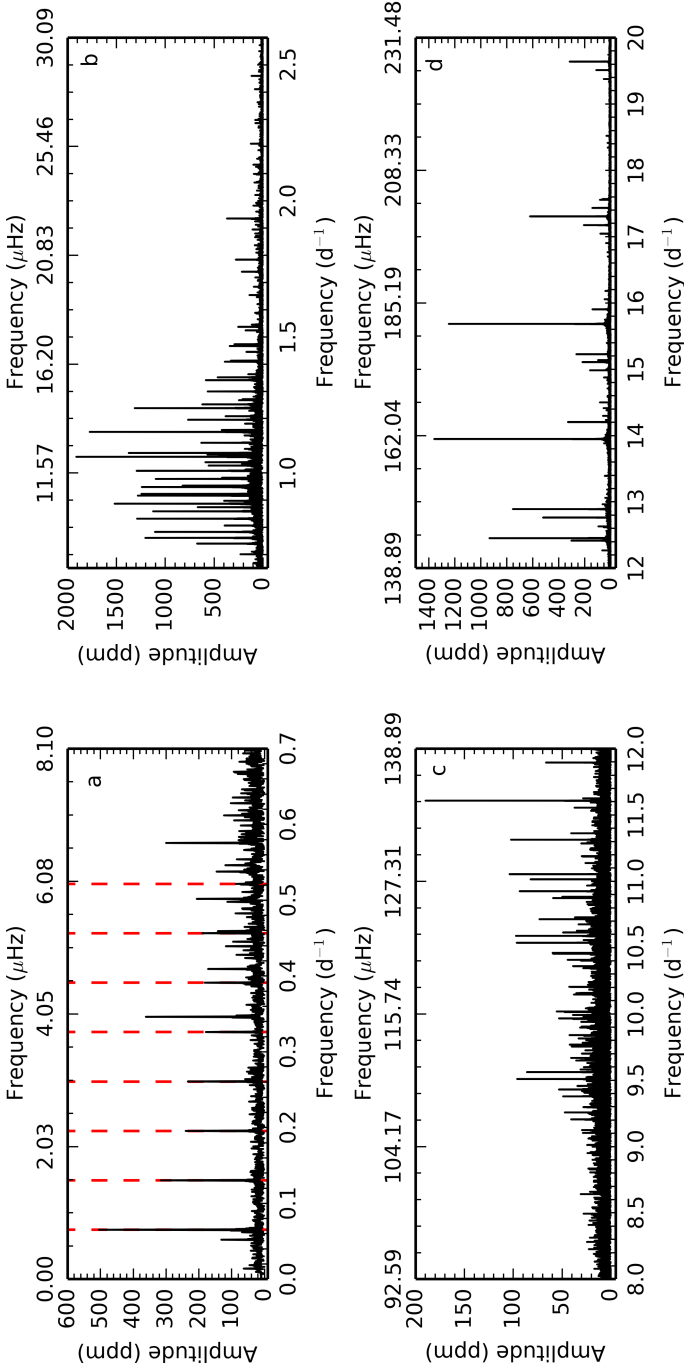 Frequency (μHz)
0.00 2.03 4.05 6.08 8.10
a
600
500
400
300
200
100
0
Amplitude (ppm)
0.0 0.1 0.2 0.3 0.4 0.5 0.6 0.7
Frequency (d⁻¹)
Frequency (μHz)
11.57 16.20 20.83 25.46 30.09
b
2000
1500
1000
500
0
Amplitude (ppm)
1.0 1.5 2.0 2.5
Frequency (d⁻¹)
Frequency (μHz)
92.59 104.17 115.74 127.31 138.89
c
200
150
100
50
0
Amplitude (ppm)
8.0 8.5 9.0 9.5 10.0 10.5 11.0 11.5 12.0
Frequency (d⁻¹)
Frequency (μHz)
138.89 162.04 185.19 208.33 231.48
d
1400
1200
1000
800
600
400
200
0
Amplitude (ppm)
12 13 14 15 16 17 18 19 20
Frequency (d⁻¹)